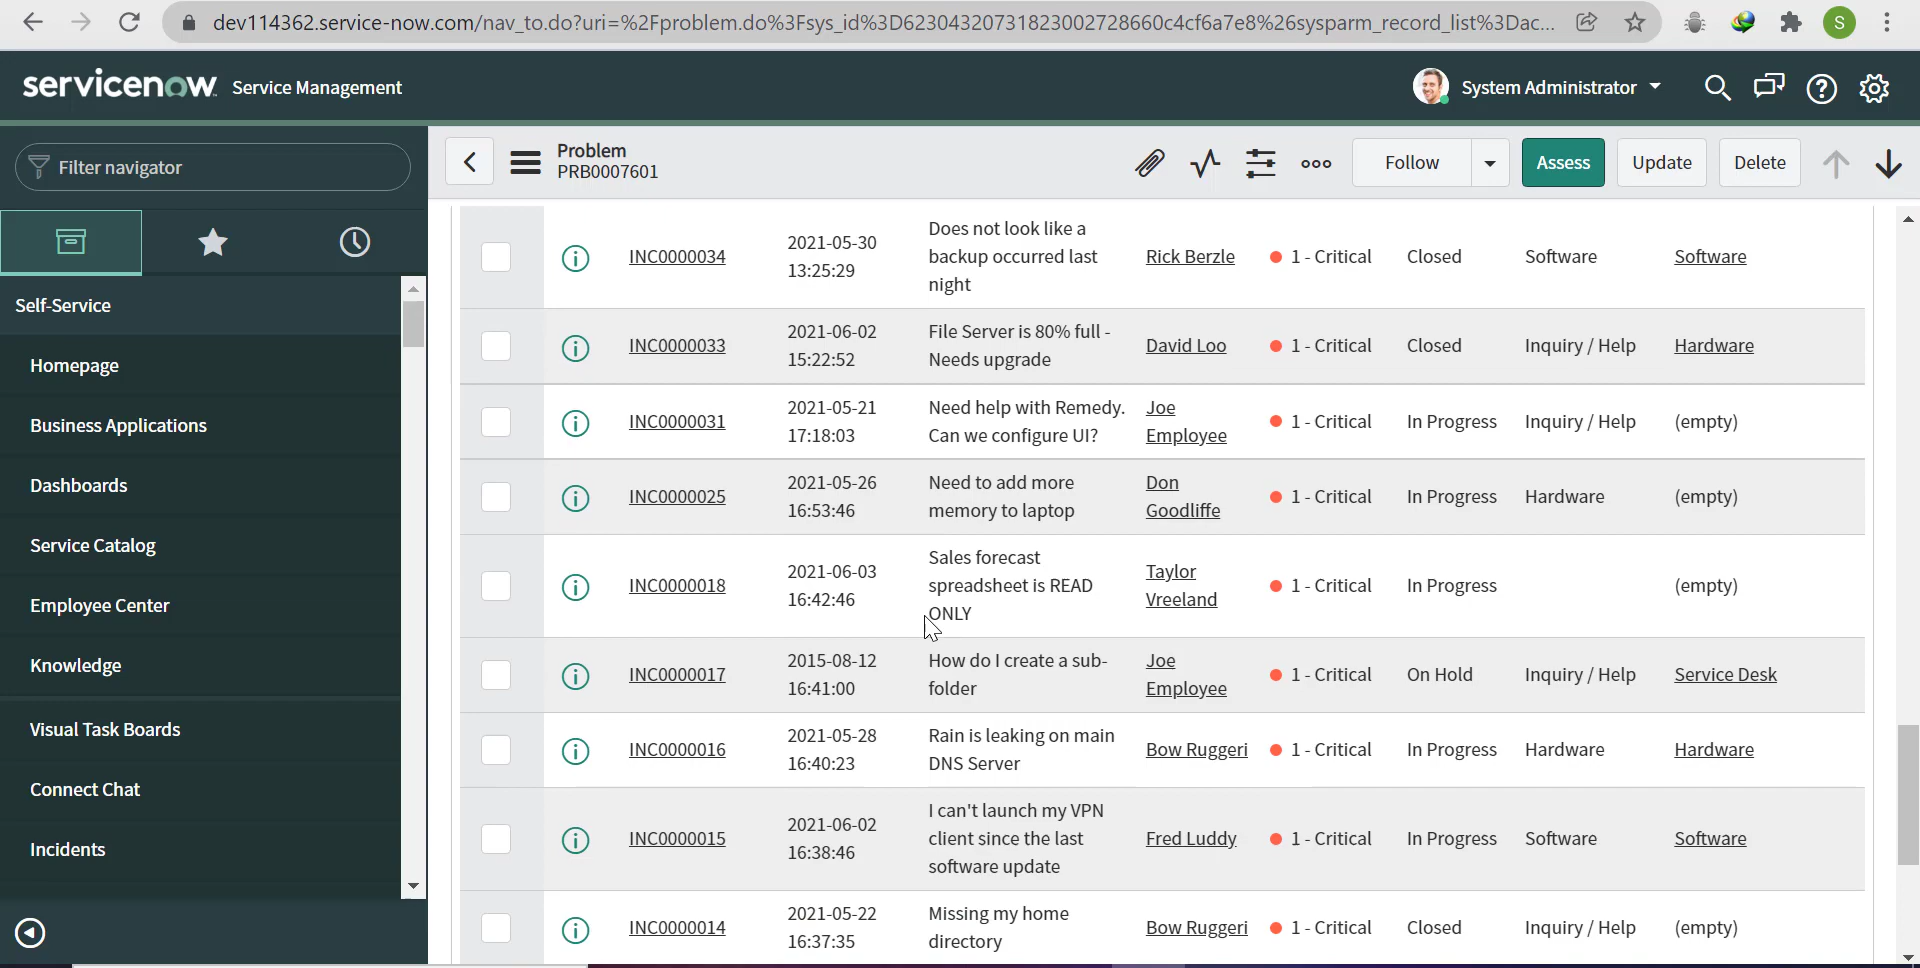 dev114362.service-now.com/nav_to.do?uri=%2Fproblem.do%3Fsys_id%3D62304320731823002728660c4cf6a7e8%26sysparm_record_list%3Dac...
S
servicenow Service Management
System Administrator
Filter navigator
Self-Service
Homepage
Business Applications
Dashboards
Service Catalog
Employee Center
Knowledge
Visual Task Boards
Connect Chat
Incidents
Problem
PRB0007601
Follow
Assess
Update
Delete
INC0000034
2021-05-30
13:25:29
Does not look like a
backup occurred last
night
Rick Berzle
1 - Critical
Closed
Software
Software
INC0000033
2021-06-02
15:22:52
File Server is 80% full -
Needs upgrade
David Loo
1 - Critical
Closed
Inquiry / Help
Hardware
INC0000031
2021-05-21
17:18:03
Need help with Remedy.
Can we configure UI?
Joe
Employee
1 - Critical
In Progress
Inquiry / Help
(empty)
INC0000025
2021-05-26
16:53:46
Need to add more
memory to laptop
Don
Goodliffe
1 - Critical
In Progress
Hardware
(empty)
INC0000018
2021-06-03
16:42:46
Sales forecast
spreadsheet is READ
ONLY
Taylor
Vreeland
1 - Critical
In Progress
(empty)
INC0000017
2015-08-12
16:41:00
How do I create a sub-
folder
Joe
Employee
1 - Critical
On Hold
Inquiry / Help
Service Desk
INC0000016
2021-05-28
16:40:23
Rain is leaking on main
DNS Server
Bow Ruggeri
1 - Critical
In Progress
Hardware
Hardware
INC0000015
2021-06-02
16:38:46
I can't launch my VPN
client since the last
software update
Fred Luddy
1 - Critical
In Progress
Software
Software
INC0000014
2021-05-22
16:37:35
Missing my home
directory
Bow Ruggeri
1 - Critical
Closed
Inquiry / Help
(empty)